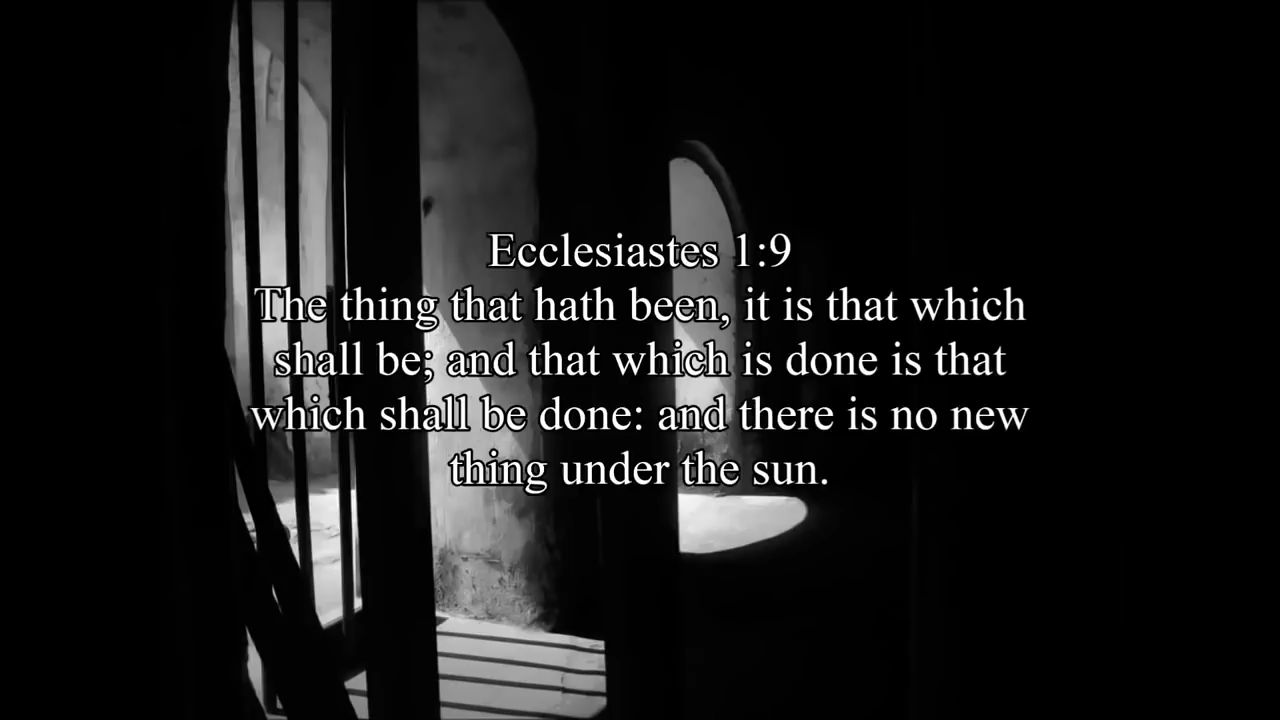 Ecclesiastes 1:9
The thing that hath been, it is that which
shall be; and that which is done is that
which shall be done: and there is no new
thing under the sun.